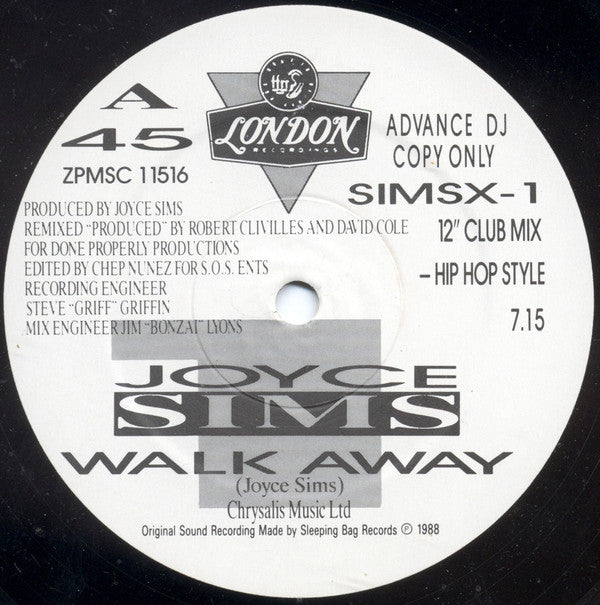 A
45
ZPMSC 11516
LONDON
RECORDINGS
ADVANCE DJ
COPY ONLY
SIMSX-1
12" CLUB MIX
– HIP HOP STYLE
7.15
PRODUCED BY JOYCE SIMS
REMIXED "PRODUCED" BY ROBERT CLIVILLES AND DAVID COLE
FOR DONE PROPERLY PRODUCTIONS
EDITED BY CHEP NUNEZ FOR S.O.S. ENTS
RECORDING ENGINEER
STEVE "GRIFF" GRIFFIN
MIX ENGINEER JIM "BONZAI" LYONS
JOYCE
SIMS
WALK AWAY
(Joyce Sims)
Chrysalis Music Ltd
Original Sound Recording Made by Sleeping Bag Records ℗ 1988